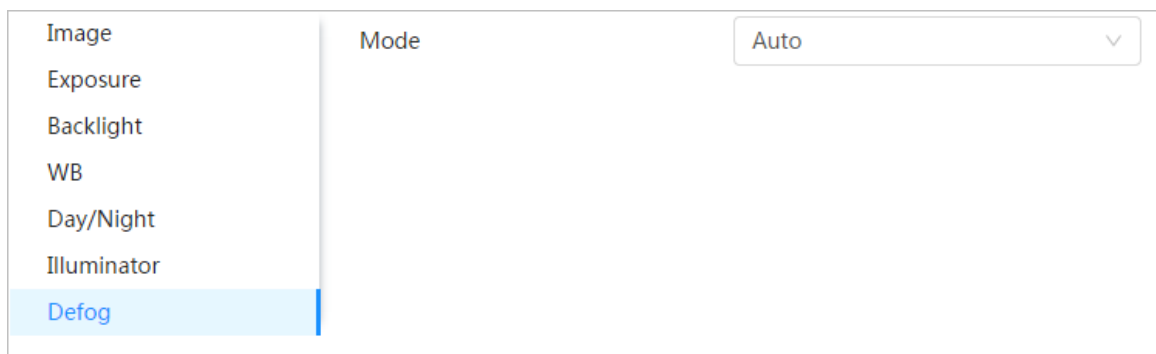 Image
Exposure
Backlight
WB
Day/Night
Illuminator
Defog
Mode
Auto